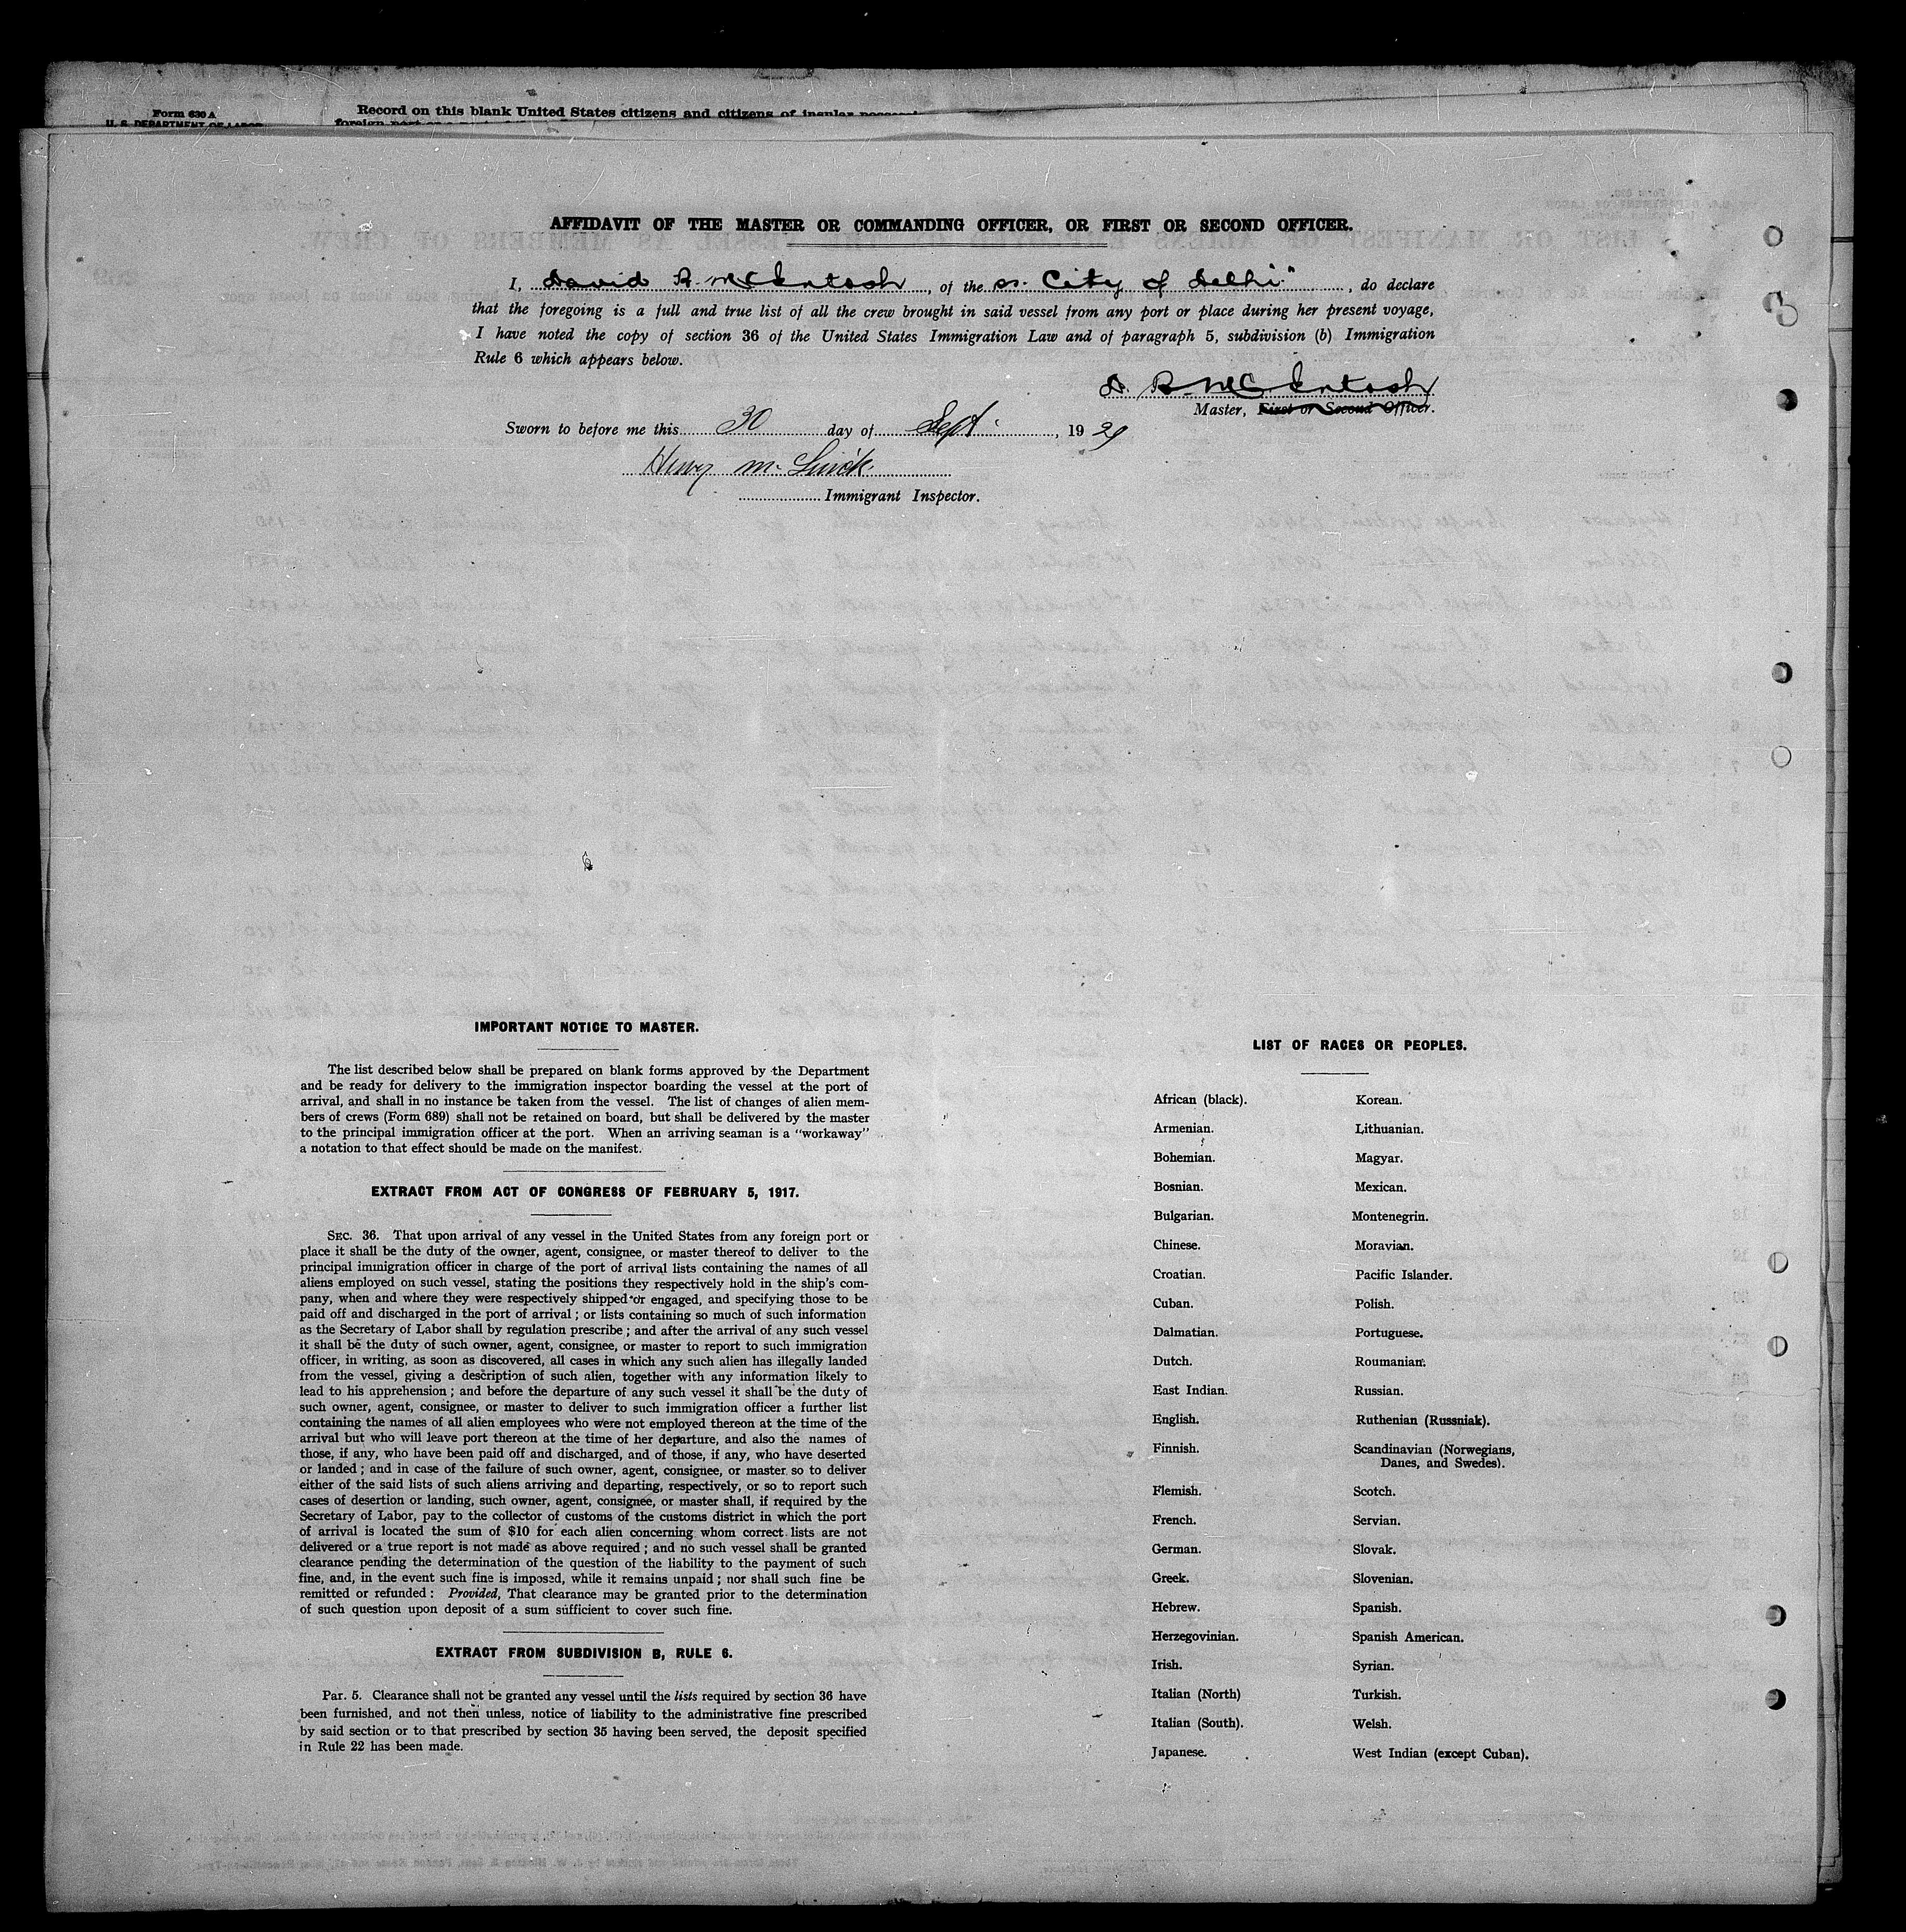 Form 630 A
U. S. DEPARTMENT OF LABOR
Record on this blank United States citizens and citizens of insular
AFFIDAVIT OF THE MASTER OR COMMANDING OFFICER, OR FIRST OR SECOND OFFICER.
I, David R. McIntosh, of the ss. City of Delhi", do declare
that the foregoing is a full and true list of all the crew brought in said vessel from any port or place during her present voyage,
I have noted the copy of section 36 of the United States Immigration Law and of paragraph 5, subdivision (b) Immigration
Rule 6 which appears below.
D. R. McIntosh
Master, First or Second Officer.
Sworn to before me this 30 day of Sept., 1929
Henry M.
Immigrant Inspector.
IMPORTANT NOTICE TO MASTER.
The list described below shall be prepared on blank forms approved by the Department
and be ready for delivery to the immigration inspector boarding the vessel at the port of
arrival, and shall in no instance be taken from the vessel. The list of changes of alien mem-
bers of crews (Form 689) shall not be retained on board, but shall be delivered by the master
to the principal immigration officer at the port. When an arriving seaman is a "workaway"
a notation to that effect should be made on the manifest.
EXTRACT FROM ACT OF CONGRESS OF FEBRUARY 5, 1917.
SEC. 36. That upon arrival of any vessel in the United States from any foreign port or
place it shall be the duty of the owner, agent, consignee, or master thereof to deliver to the
principal immigration officer in charge of the port of arrival lists containing the names of all
aliens employed on such vessel, stating the positions they respectively hold in the ship's com-
pany, when and where they were respectively shipped or engaged, and specifying those to be
paid off and discharged in the port of arrival; or lists containing so much of such information
as the Secretary of Labor shall by regulation prescribe; and after the arrival of any such vessel
it shall be the duty of such owner, agent, consignee, or master to report to such immigration
officer, in writing, as soon as discovered, all cases in which any such alien has illegally landed
from the vessel, giving a description of such alien, together with any information likely to
lead to his apprehension; and before the departure of any such vessel it shall be the duty of
such owner, agent, consignee, or master to deliver to such immigration officer a further list
containing the names of all alien employees who were not employed thereon at the time of the
arrival but who will leave port thereon at the time of her departure, and also the names of
those, if any, who have been paid off and discharged, and of those, if any, who have deserted
or landed; and in case of the failure of such owner, agent, consignee, or master so to deliver
either of the said lists of such aliens arriving and departing, respectively, or so to report such
cases of desertion or landing, such owner, agent, consignee, or master shall, if required by the
Secretary of Labor, pay to the collector of customs of the customs district in which the port
of arrival is located the sum of $10 for each alien concerning whom correct lists are not
delivered or a true report is not made as above required; and no such vessel shall be granted
clearance pending the determination of the question of the liability to the payment of such
fine, and, in the event such fine is imposed, while it remains unpaid; nor shall such fine be
remitted or refunded: Provided, That clearance may be granted prior to the determination
of such question upon deposit of a sum sufficient to cover such fine.
EXTRACT FROM SUBDIVISION B, RULE 6.
Par. 5. Clearance shall not be granted any vessel until the lists required by section 36 have
been furnished, and not then unless, notice of liability to the administrative fine prescribed
by said section or to that prescribed by section 35 having been served, the deposit specified
in Rule 22 has been made.
LIST OF RACES OR PEOPLES.
African (black).
Armenian.
Bohemian.
Bosnian.
Bulgarian.
Chinese.
Croatian.
Cuban.
Dalmatian.
Dutch.
East Indian.
English.
Finnish.
Flemish.
French.
German.
Greek.
Hebrew.
Herzegovinian.
Irish.
Italian (North)
Italian (South).
Japanese.
Korean.
Lithuanian.
Magyar.
Mexican.
Montenegrin.
Moravian.
Pacific Islander.
Polish.
Portuguese.
Roumanian.
Russian.
Ruthenian (Russniak).
Scandinavian (Norwegians,
Danes, and Swedes).
Scotch.
Servian.
Slovak.
Slovenian.
Spanish.
Spanish American.
Syrian.
Turkish.
Welsh.
West Indian (except Cuban).